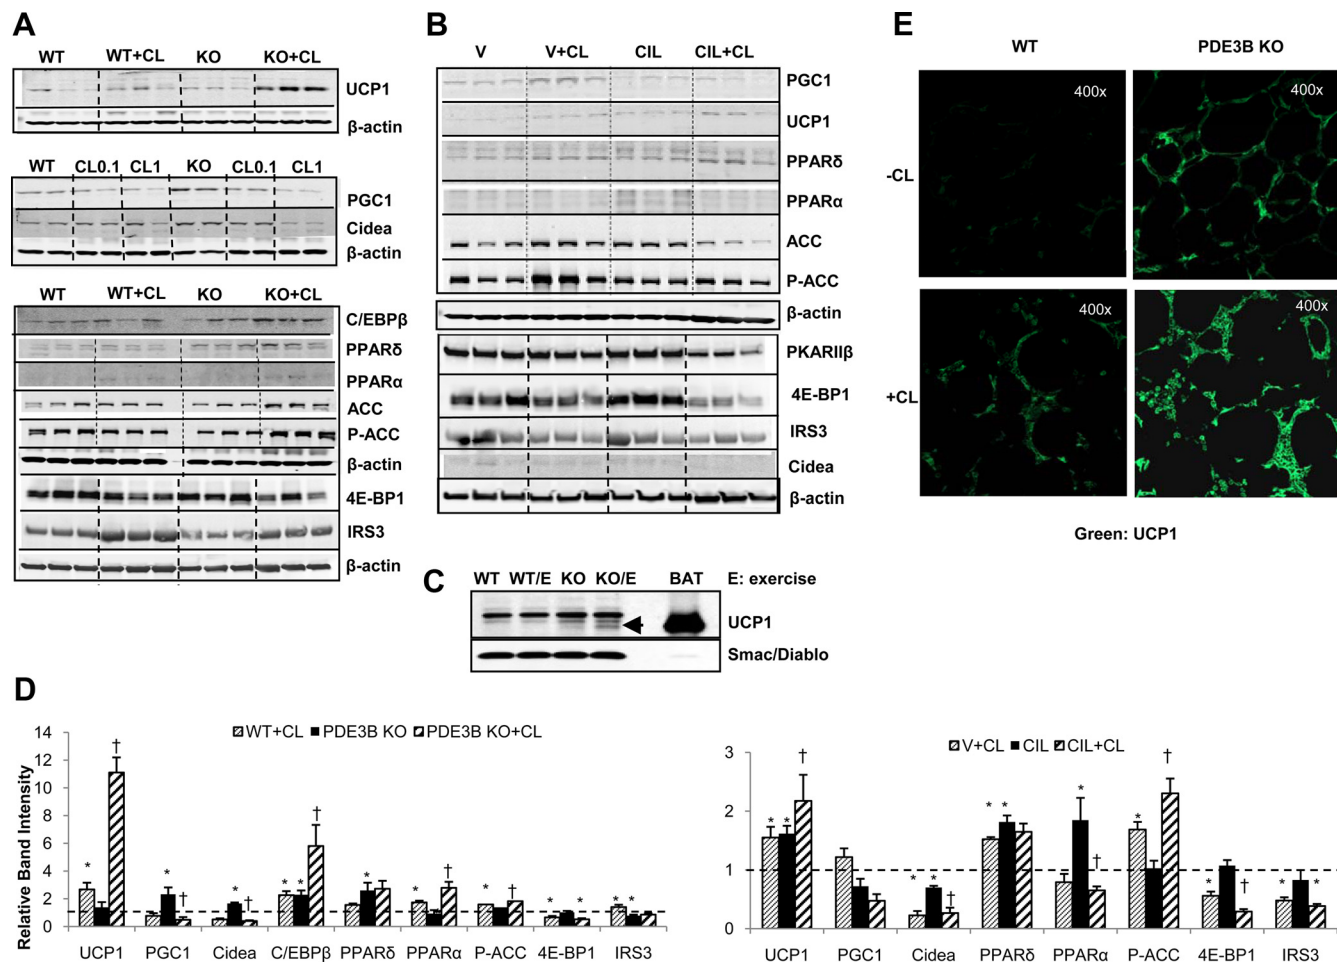 A
WT WT+CL KO KO+CL
UCP1
β-actin
WT CL0.1 CL1 KO CL0.1 CL1
PGC1
Cidea
β-actin
WT WT+CL KO KO+CL
C/EBPβ
PPARδ
PPARα
ACC
P-ACC
β-actin
4E-BP1
IRS3
β-actin
B
V V+CL CIL CIL+CL
PGC1
UCP1
PPARδ
PPARα
ACC
P-ACC
β-actin
PKARIIβ
4E-BP1
IRS3
Cidea
β-actin
C
WT WT/E KO KO/E BAT E: exercise
UCP1
Smac/Diablo
E
WT PDE3B KO
400x 400x
-CL
400x 400x
+CL
Green: UCP1
D
Relative Band Intensity
14
12
10
8
6
4
2
0
WT+CL PDE3B KO PDE3B KO+CL
* †
* †
* †
* * †
*
* †
* †
* *
* *
UCP1 PGC1 Cidea C/EBPβ PPARδ PPARα P-ACC 4E-BP1 IRS3
3
2
1
0
V+CL CIL CIL+CL
* * †
* * †
* *
* †
* †
* †
* *
UCP1 PGC1 Cidea PPARδ PPARα P-ACC 4E-BP1 IRS3